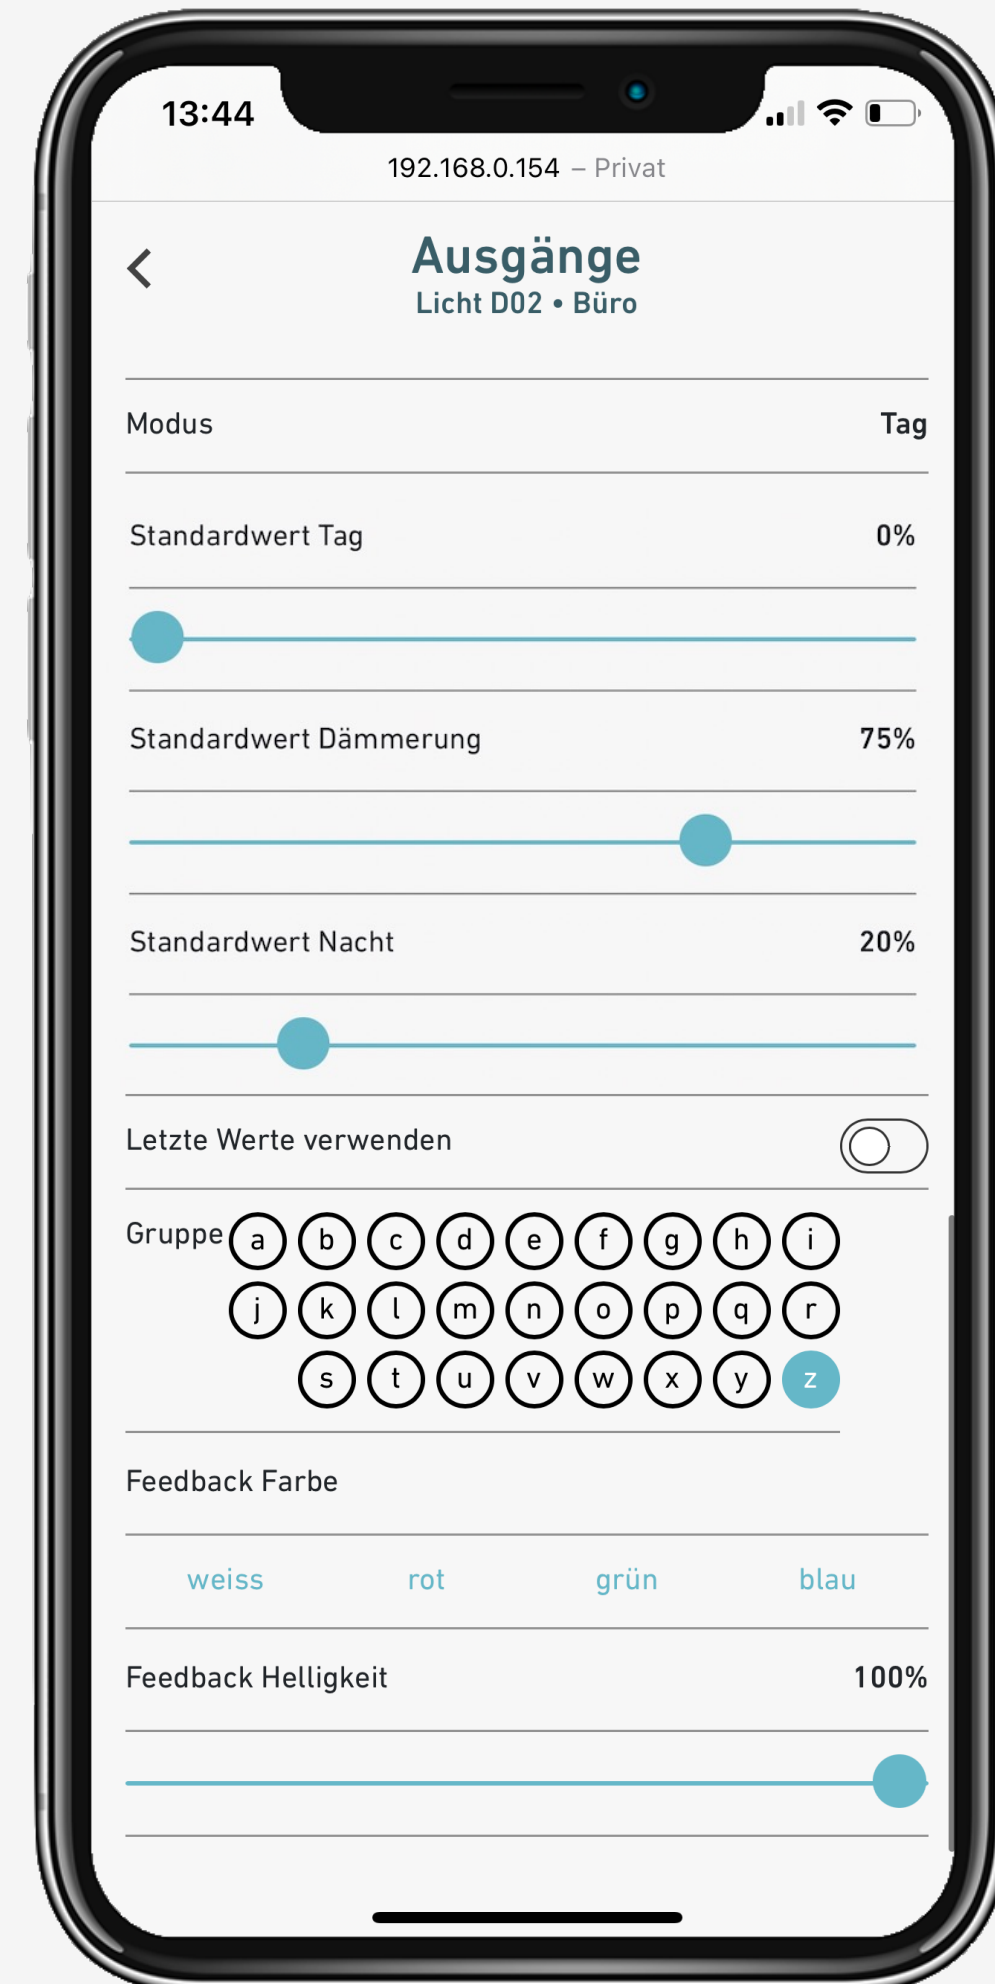 13:44
192.168.0.154 – Privat
Ausgänge
Licht D02 • Büro
Modus Tag
Standardwert Tag 0%
Standardwert Dämmerung 75%
Standardwert Nacht 20%
Letzte Werte verwenden
Gruppe a b c d e f g h i
j k l m n o p q r
s t u v w x y z
Feedback Farbe
weiss rot grün blau
Feedback Helligkeit 100%